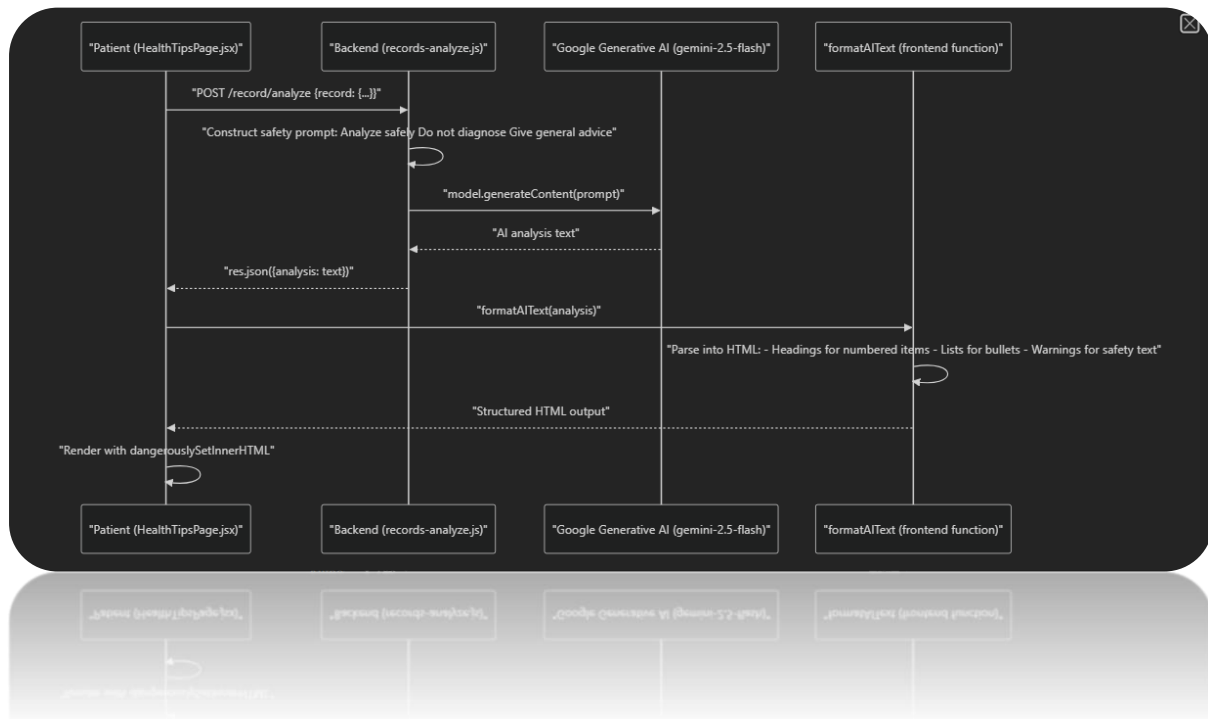 "Patient (HealthTipsPage.jsx)"
"Backend (records-analyze.js)"
"Google Generative AI (gemini-2.5-flash)"
"formatAIText (frontend function)"
"POST /record/analyze {record: {...}}"
"Construct safety prompt: Analyze safely Do not diagnose Give general advice"
"model.generateContent(prompt)"
"AI analysis text"
"res.json({analysis: text})"
"formatAIText(analysis)"
"Parse into HTML: - Headings for numbered items - Lists for bullets - Warnings for safety text"
"Structured HTML output"
"Render with dangerouslySetInnerHTML"
"Patient (HealthTipsPage.jsx)"
"Backend (records-analyze.js)"
"Google Generative AI (gemini-2.5-flash)"
"formatAIText (frontend function)"